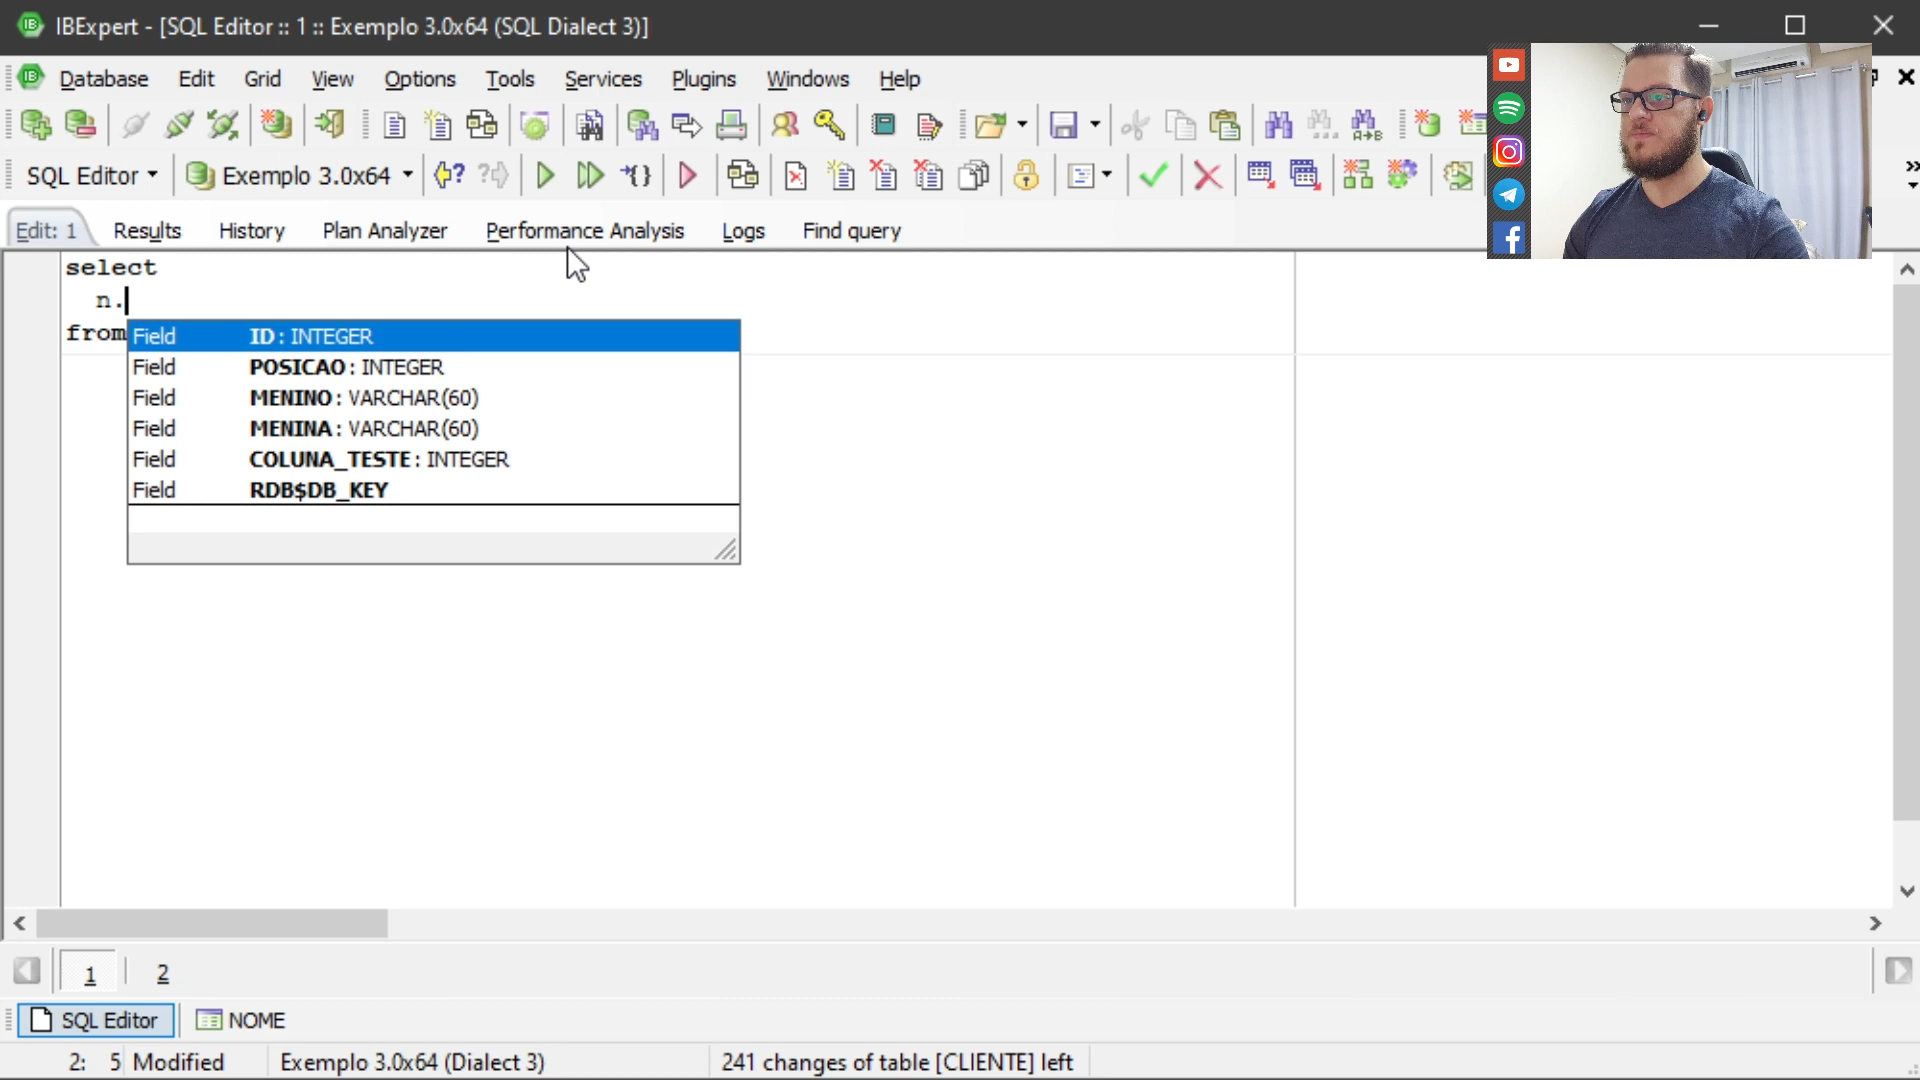 IBExpert - [SQL Editor :: 1 :: Exemplo 3.0x64 (SQL Dialect 3)]
Database Edit Grid View Options Tools Services Plugins Windows Help
SQL Editor Exemplo 3.0x64
Edit: 1 Results History Plan Analyzer Performance Analysis Logs Find query
select
n.
from
Field ID : INTEGER
Field POSICAO : INTEGER
Field MENINO : VARCHAR(60)
Field MENINA : VARCHAR(60)
Field COLUNA_TESTE : INTEGER
Field RDB$DB_KEY
1 2
SQL Editor NOME
2: 5 Modified Exemplo 3.0x64 (Dialect 3) 241 changes of table [CLIENTE] left